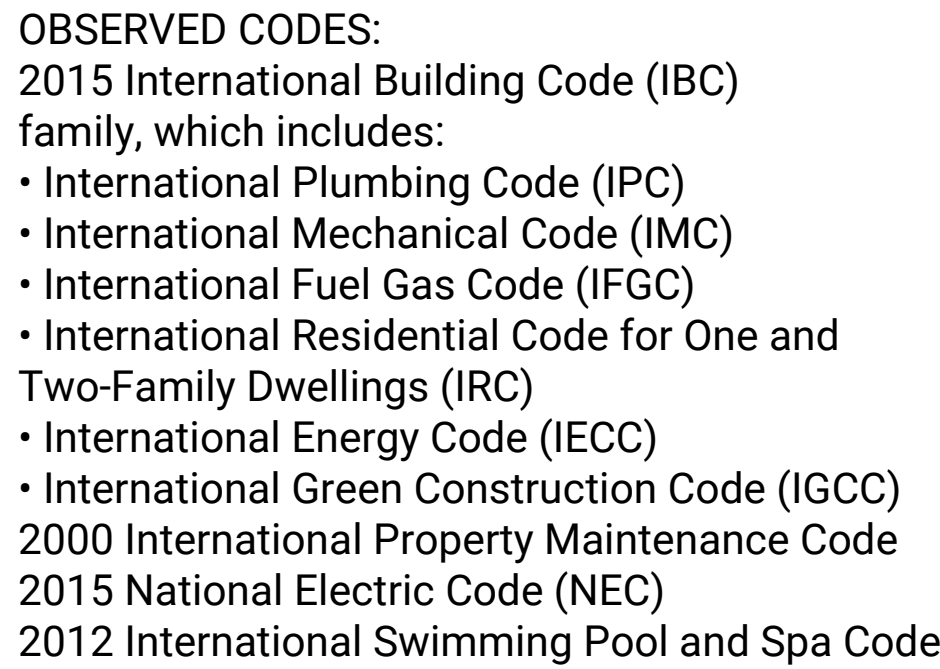 OBSERVED CODES:
2015 International Building Code (IBC)
family, which includes:
• International Plumbing Code (IPC)
• International Mechanical Code (IMC)
• International Fuel Gas Code (IFGC)
• International Residential Code for One and
Two-Family Dwellings (IRC)
• International Energy Code (IECC)
• International Green Construction Code (IGCC)
2000 International Property Maintenance Code
2015 National Electric Code (NEC)
2012 International Swimming Pool and Spa Code